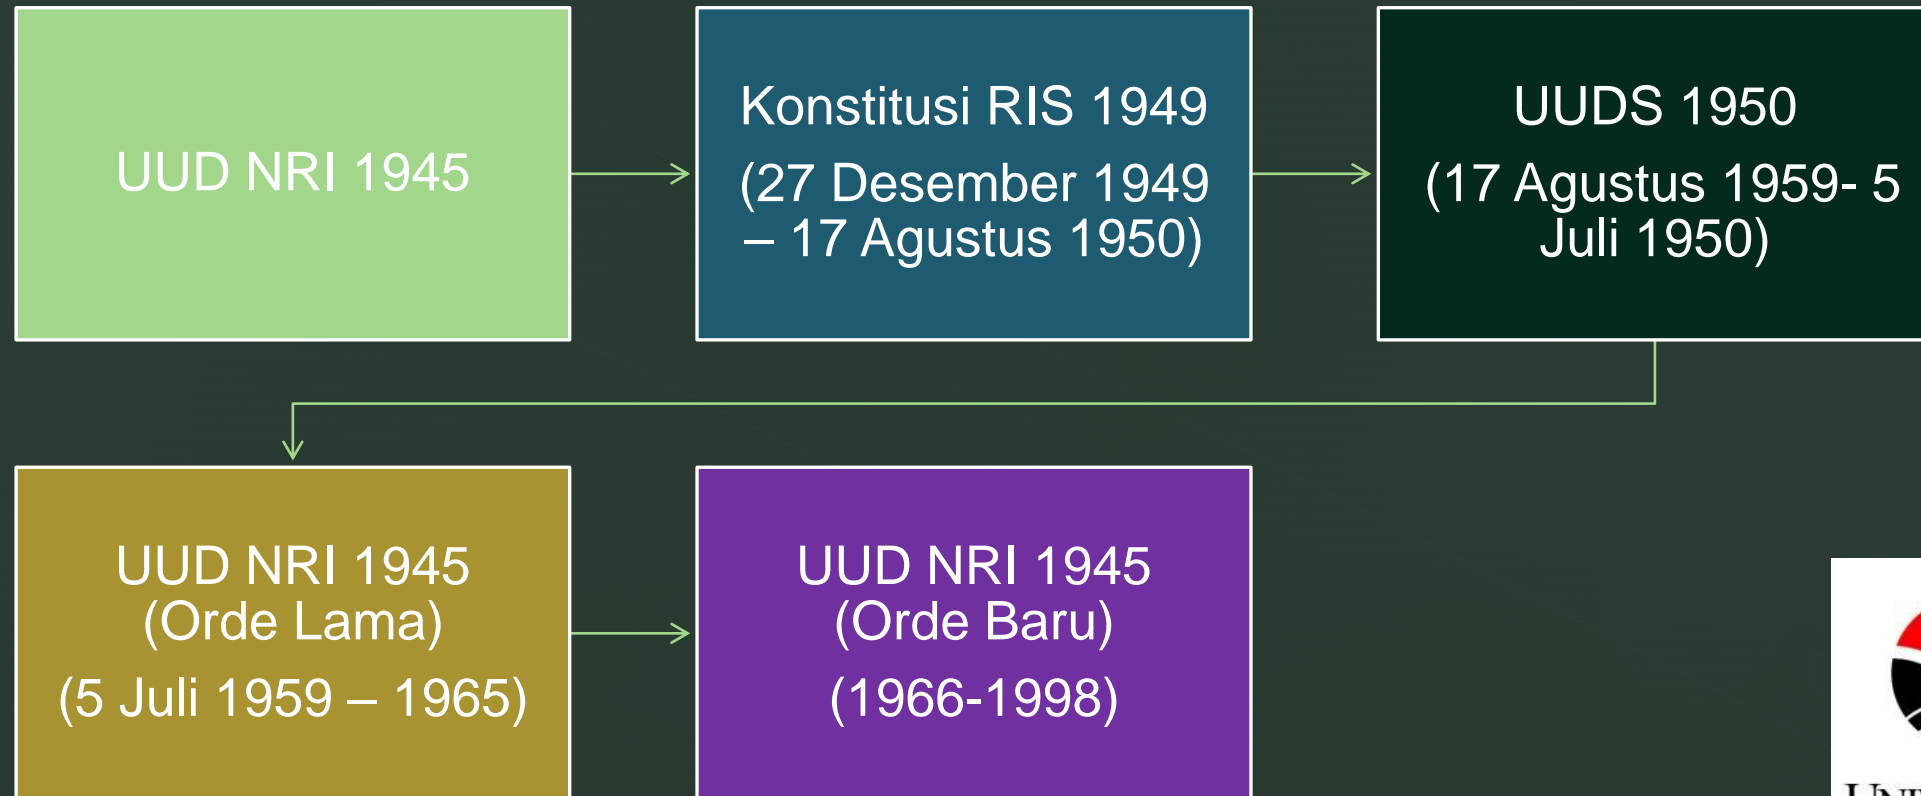 UUD NRI 1945
Konstitusi RIS 1949
(27 Desember 1949
– 17 Agustus 1950)
UUDS 1950
(17 Agustus 1959- 5
Juli 1950)
UUD NRI 1945
(Orde Lama)
(5 Juli 1959 – 1965)
UUD NRI 1945
(Orde Baru)
(1966-1998)